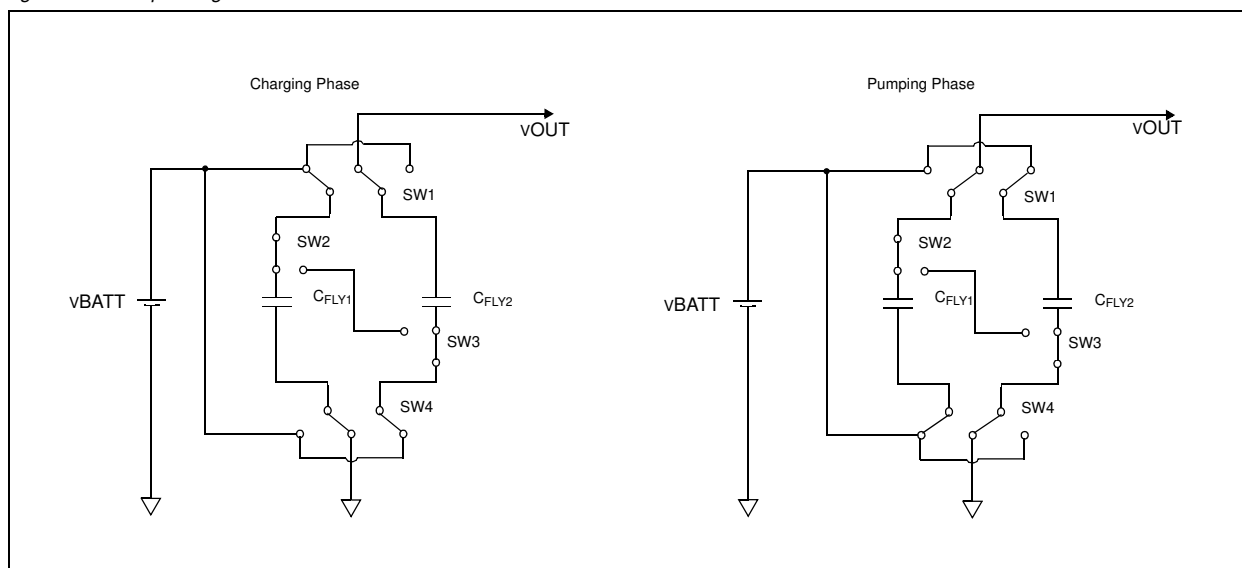 Charging Phase
vOUT
SW1
SW2
vBATT
CFLY1
CFLY2
SW3
SW4
Pumping Phase
vOUT
SW1
SW2
vBATT
CFLY1
CFLY2
SW3
SW4